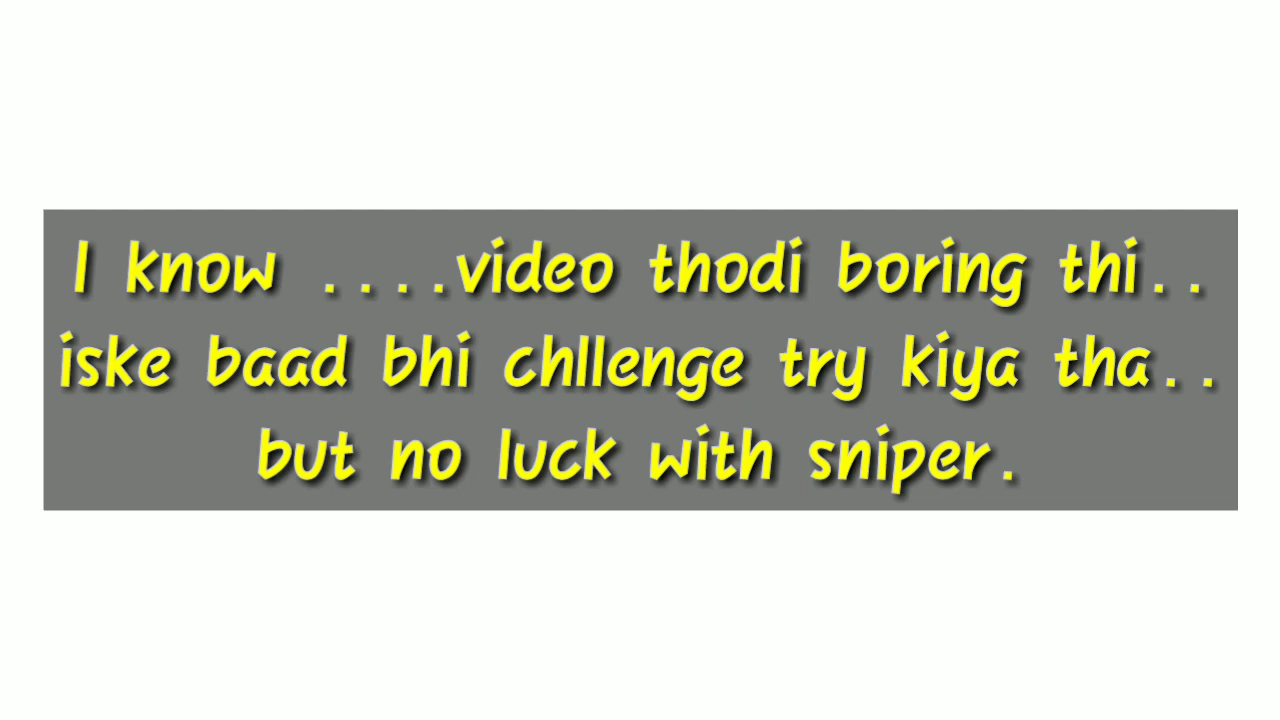 I know ....video thodi boring thi..
iske baad bhi chllenge try kiya tha..
but no luck with sniper.